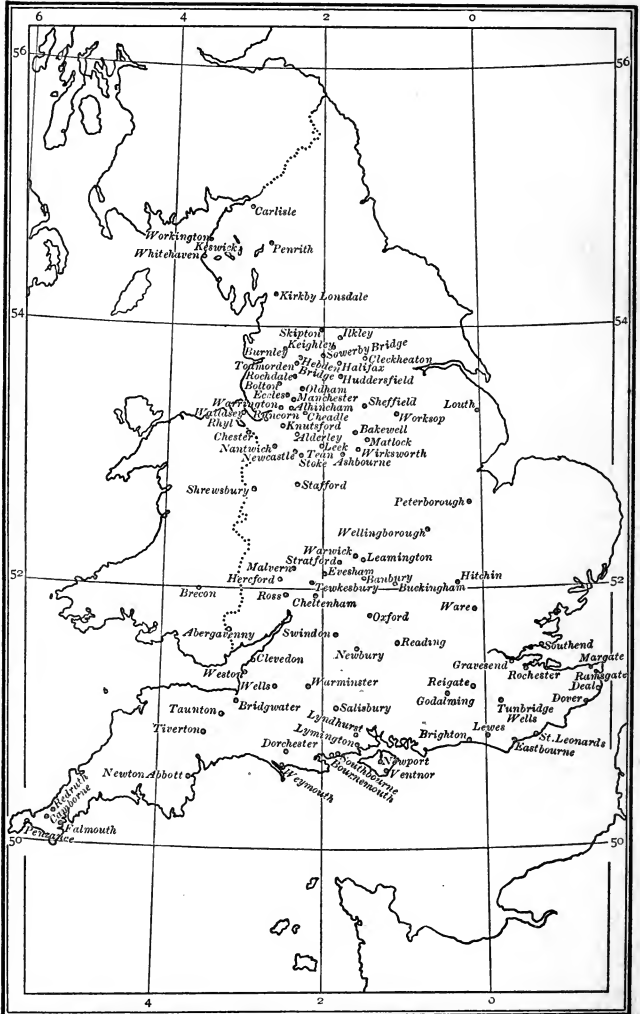 6 4 2 0
56 56
Carlisle
Workington
Keswick
Whitehaven
Penrith
Kirkby Lonsdale
54 54
Skipton
Ilkley
Keighley
Burnley
Sowerby Bridge
Cleckheaton
Todmorden
Hebden
Bridge
Halifax
Rochdale
Huddersfield
Bolton
Oldham
Eccles
Manchester
Warrington
Altrincham
Sheffield
Louth
Wallasey
Runcorn
Cheadle
Worksop
Rhyl
Knutsford
Chester
Alderley
Bakewell
Matlock
Nantwich
Leek
Wirksworth
Newcastle
Tean
Stoke
Ashbourne
Shrewsbury
Stafford
Peterborough
Wellingborough
Warwick
Stratford
Leamington
Malvern
Evesham
Hereford
Banbury
Hitchin
52 52
Tewkesbury
Buckingham
Brecon
Ross
Cheltenham
Ware
Oxford
Abergavenny
Swindon
Reading
Newbury
Southend
Clevedon
Gravesend
Margate
Weston
Rochester
Ramsgate
Wells
Warminster
Reigate
Deal
Godalming
Dover
Bridgwater
Tunbridge
Wells
Taunton
Salisbury
Lyndhurst
Tiverton
Lymington
Brighton
Lewes
St. Leonards
Eastbourne
Dorchester
Southbourne
Bournemouth
Newport
Ventnor
Newton Abbott
Weymouth
Redruth
Camborne
Falmouth
Penzance
50 50
4 2 0